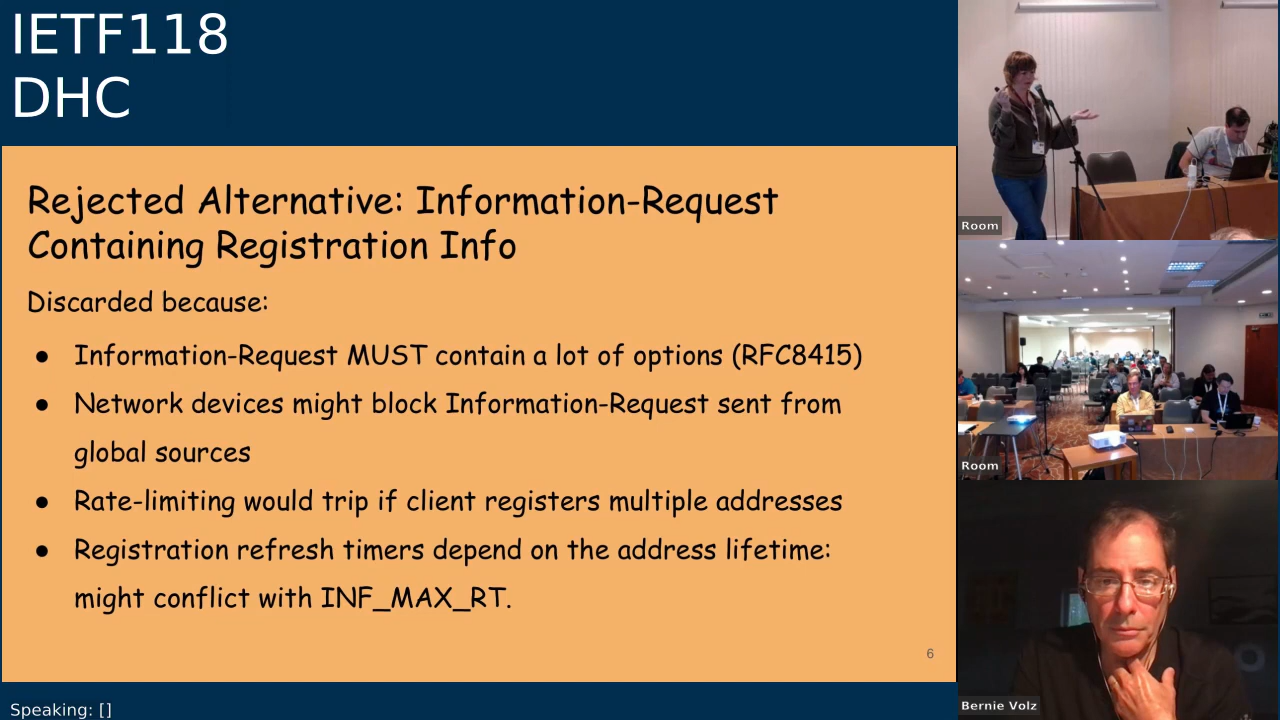 IETF118
DHC
Rejected Alternative: Information-Request
Containing Registration Info
Discarded because:
● Information-Request MUST contain a lot of options (RFC8415)
● Network devices might block Information-Request sent from
global sources
● Rate-limiting would trip if client registers multiple addresses
● Registration refresh timers depend on the address lifetime:
might conflict with INF_MAX_RT.
6
Speaking: []
Room
Room
Bernie Volz